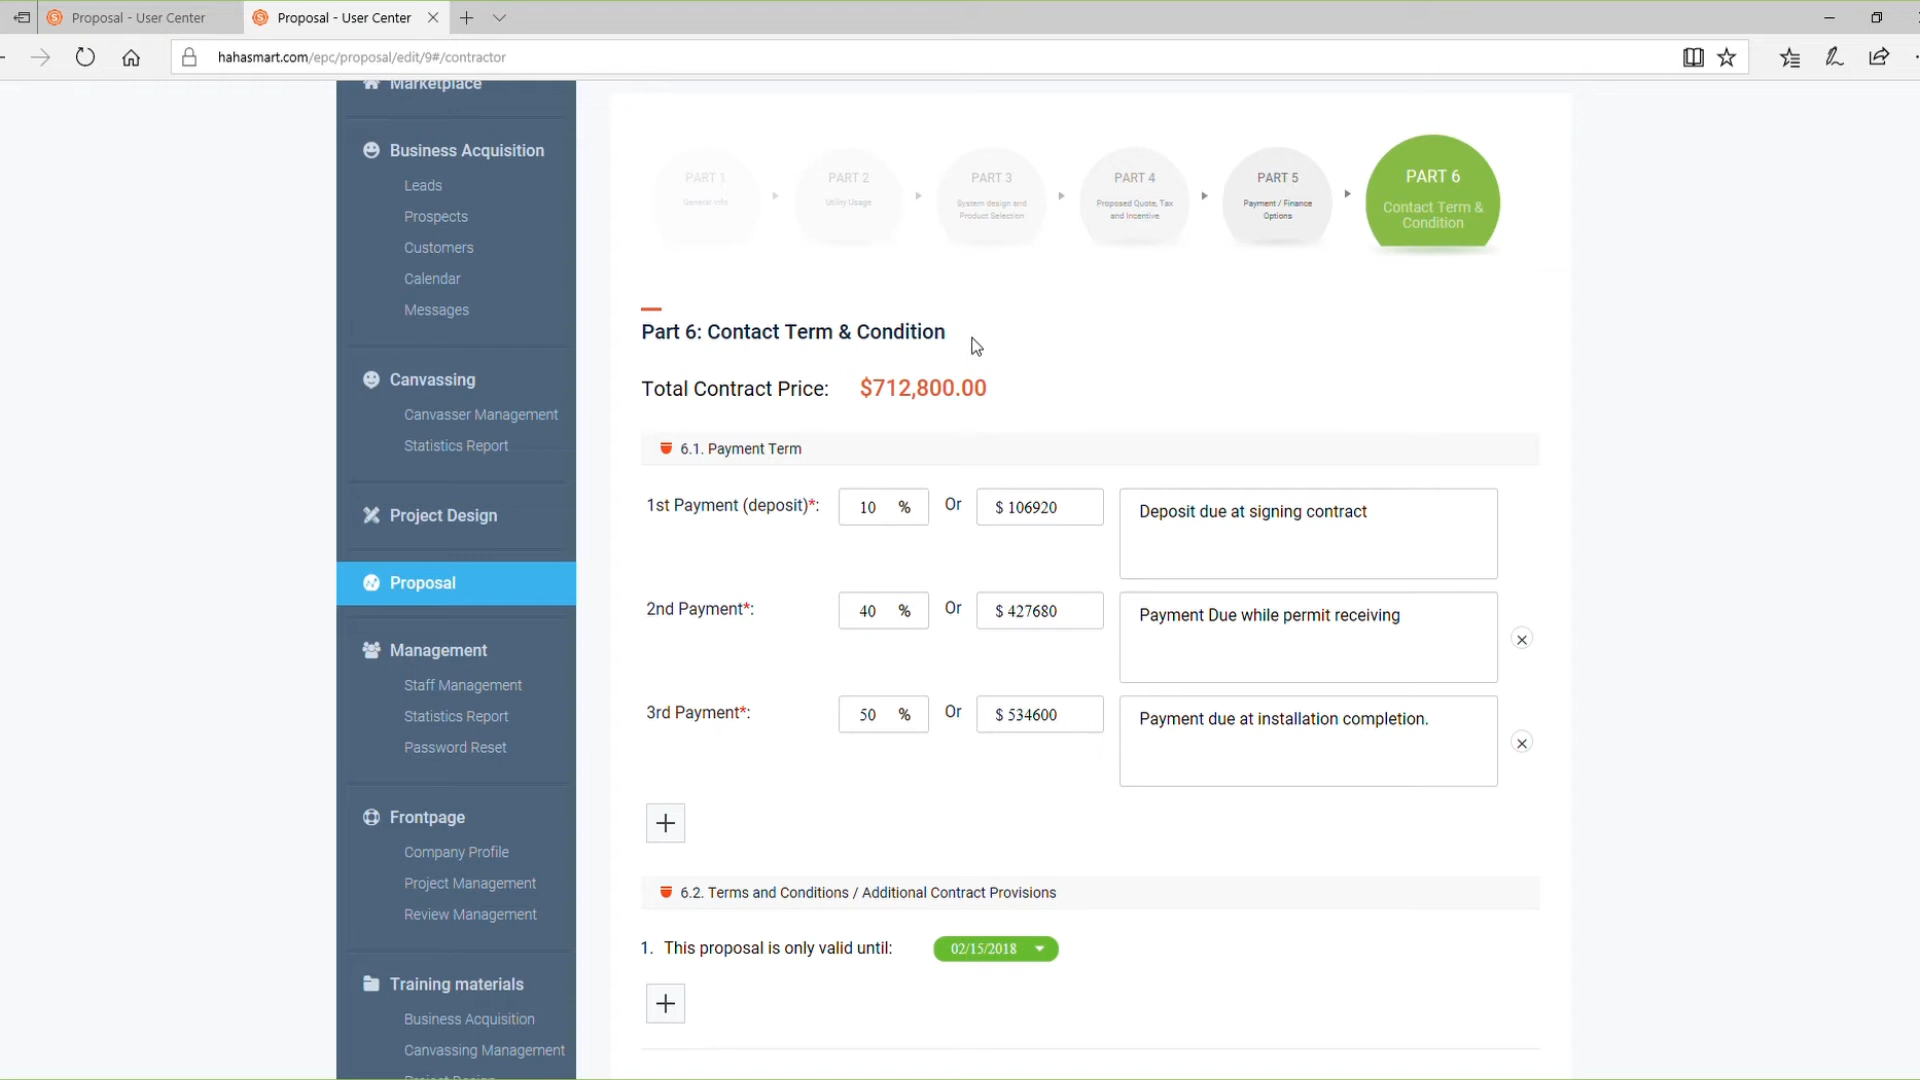 Proposal - User Center
Proposal - User Center
hahasmart.com/epc/proposal/edit/9#/contractor
Marketplace
Business Acquisition
Leads
Prospects
Customers
Calendar
Messages
Canvassing
Canvasser Management
Statistics Report
Project Design
Proposal
Management
Staff Management
Statistics Report
Password Reset
Frontpage
Company Profile
Project Management
Review Management
Training materials
Business Acquisition
Canvassing Management
Project Design
PART 1
General info
PART 2
Utility Usage
PART 3
System design and
Product Selection
PART 4
Proposed Quote, Tax
and Incentive
PART 5
Payment / Finance
Options
PART 6
Contact Term &
Condition
Part 6: Contact Term & Condition
Total Contract Price: $712,800.00
6.1. Payment Term
1st Payment (deposit)*: 10 % Or $ 106920 Deposit due at signing contract
2nd Payment*: 40 % Or $ 427680 Payment Due while permit receiving
3rd Payment*: 50 % Or $ 534600 Payment due at installation completion.
6.2. Terms and Conditions / Additional Contract Provisions
1. This proposal is only valid until: 02/15/2018